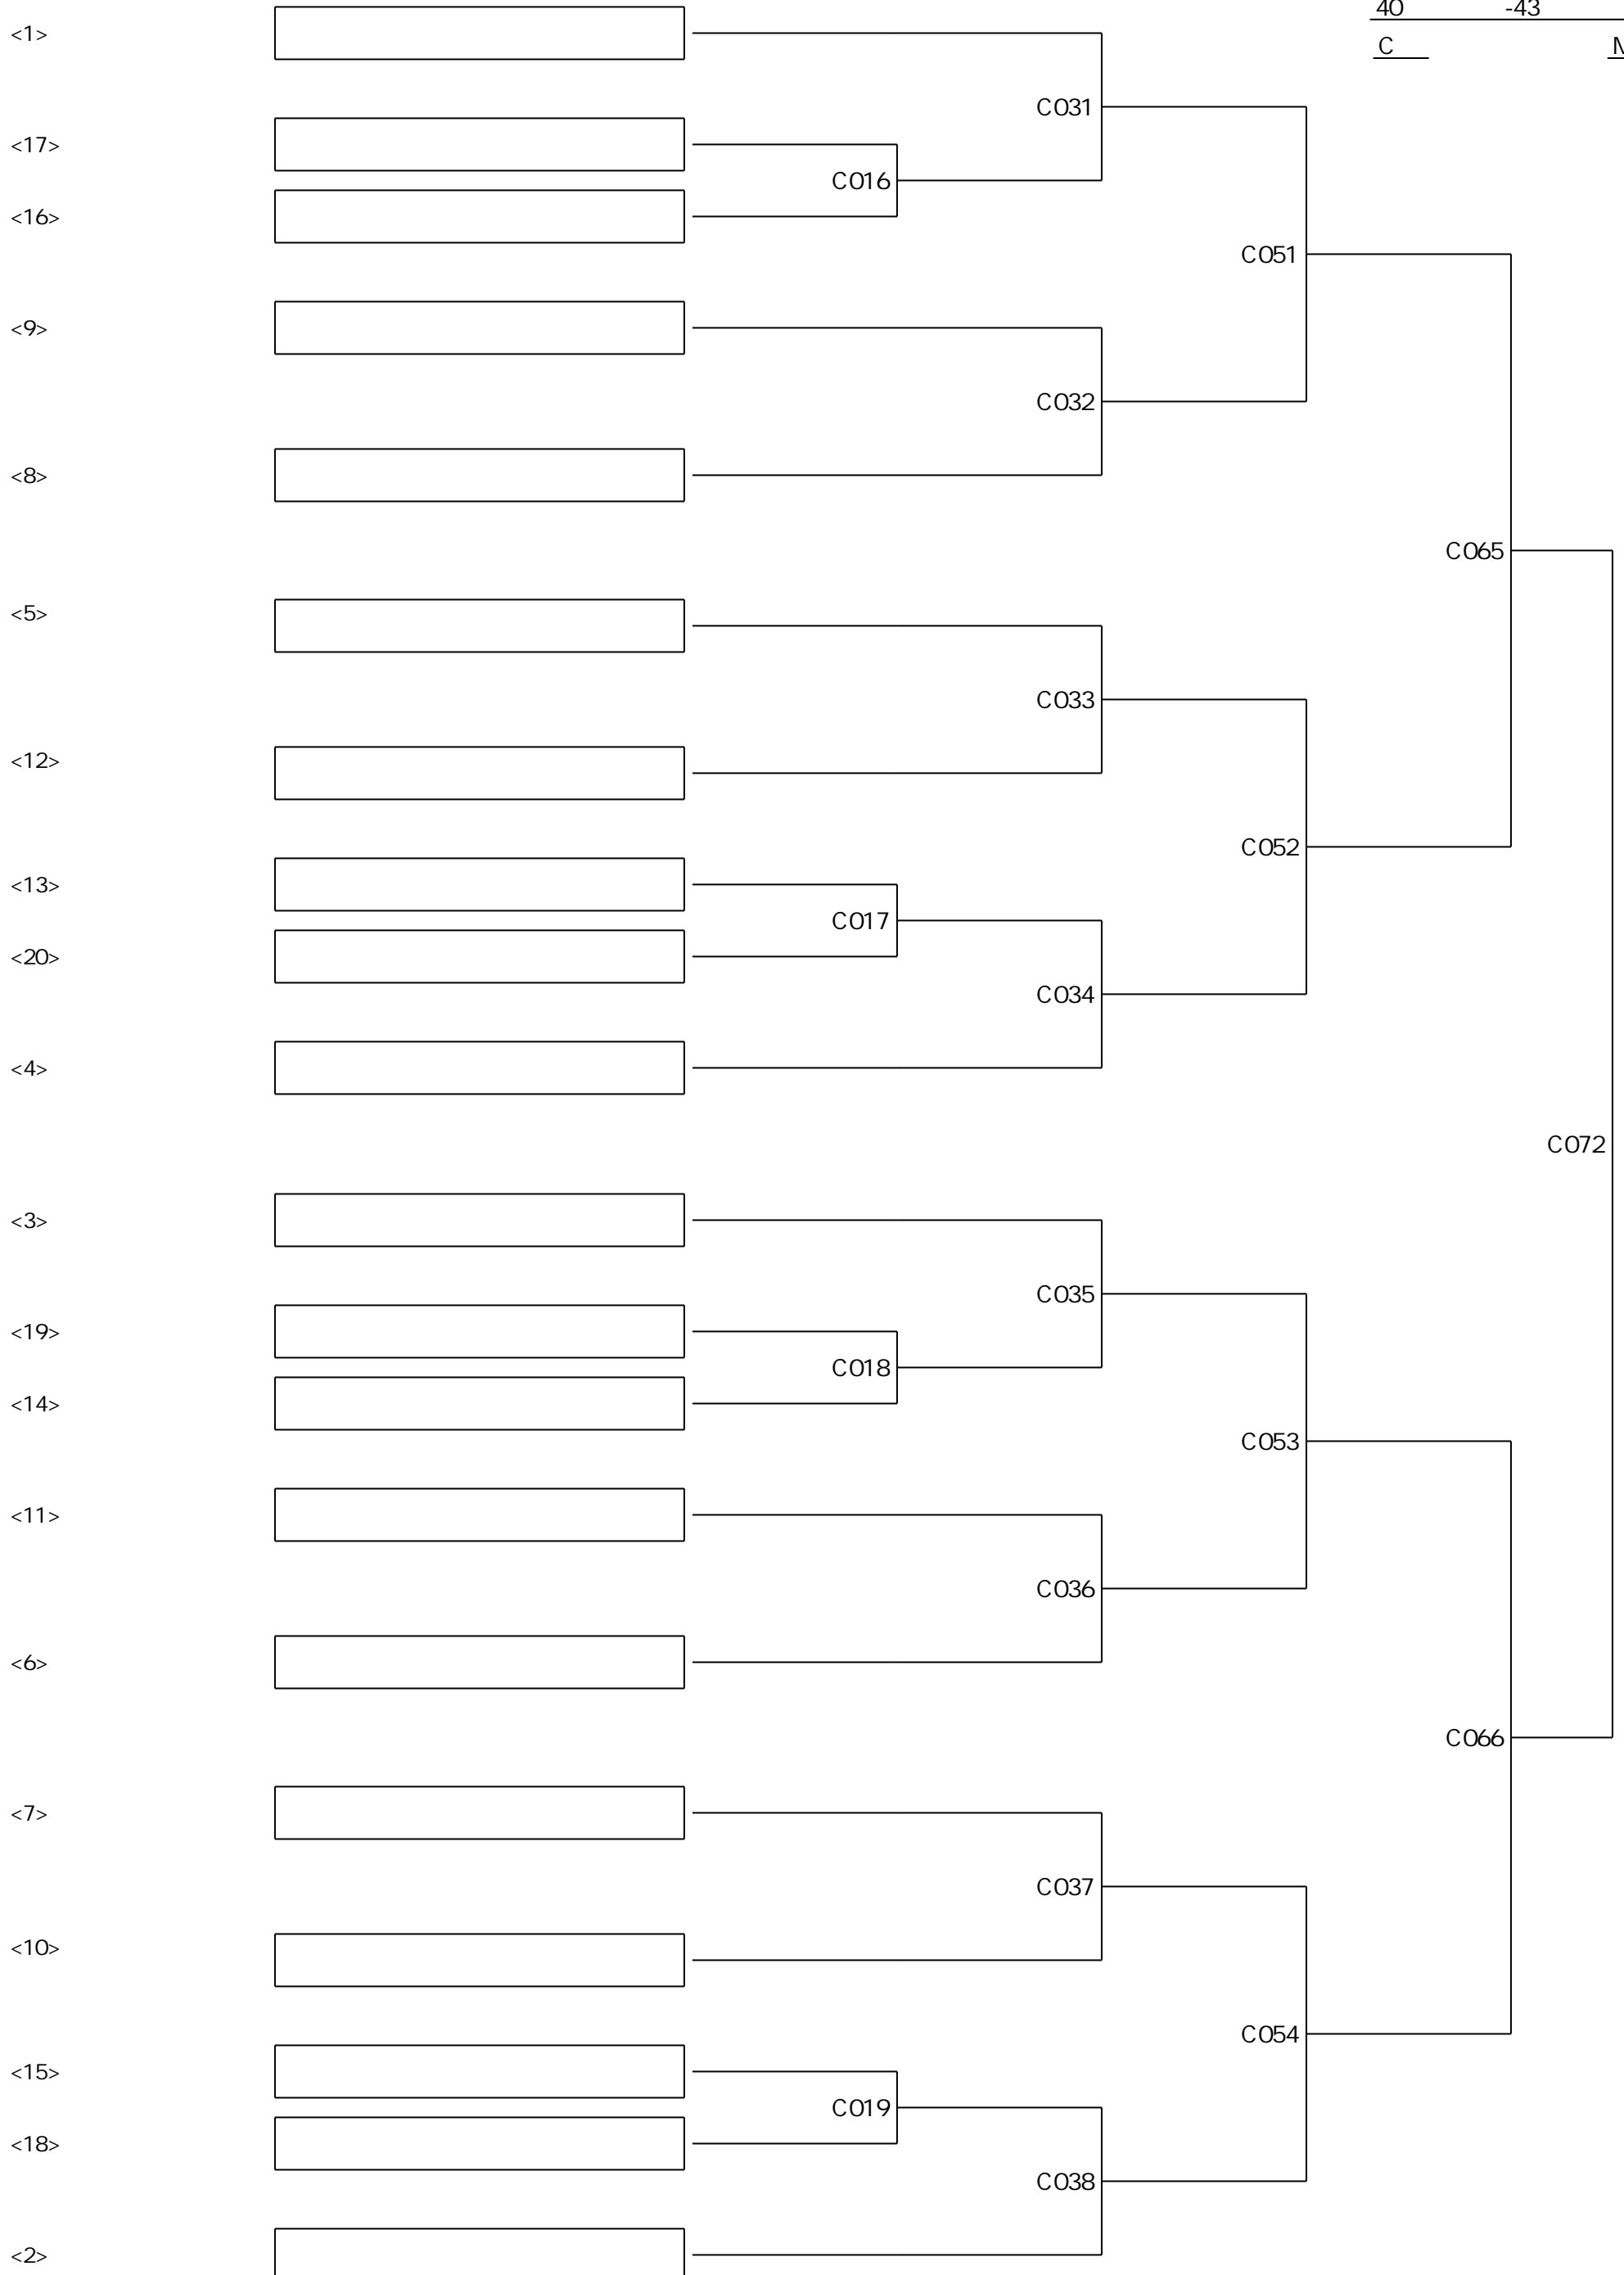 40 -43
<1>
C
C031
<17>
C016
<16>
C051
<9>
C032
<8>
C065
<5>
C033
<12>
C052
<13>
C017
<20>
C034
<4>
C072
<3>
C035
<19>
C018
<14>
C053
<11>
C036
<6>
C066
<7>
C037
<10>
C054
<15>
C019
<18>
C038
<2>